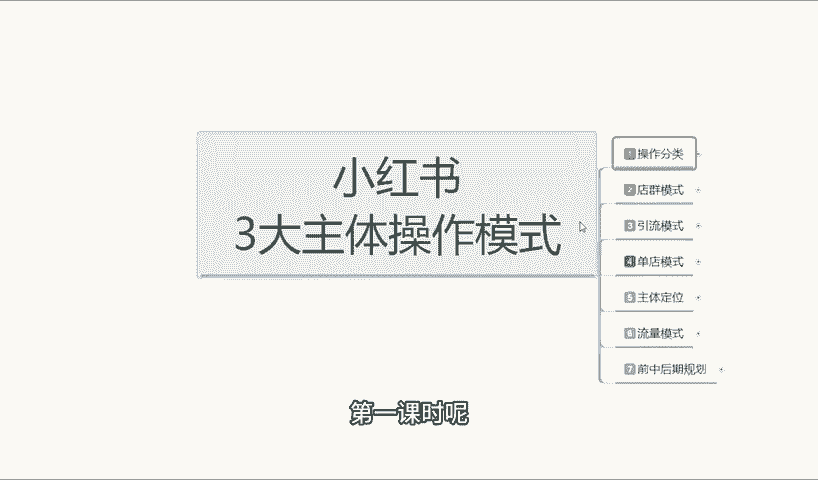 小红书
3大主体操作模式
1 操作分类
2 店群模式
3 引流模式
4 单店模式
5 主体定位
6 流量模式
7 前中后期规划
第一课时呢